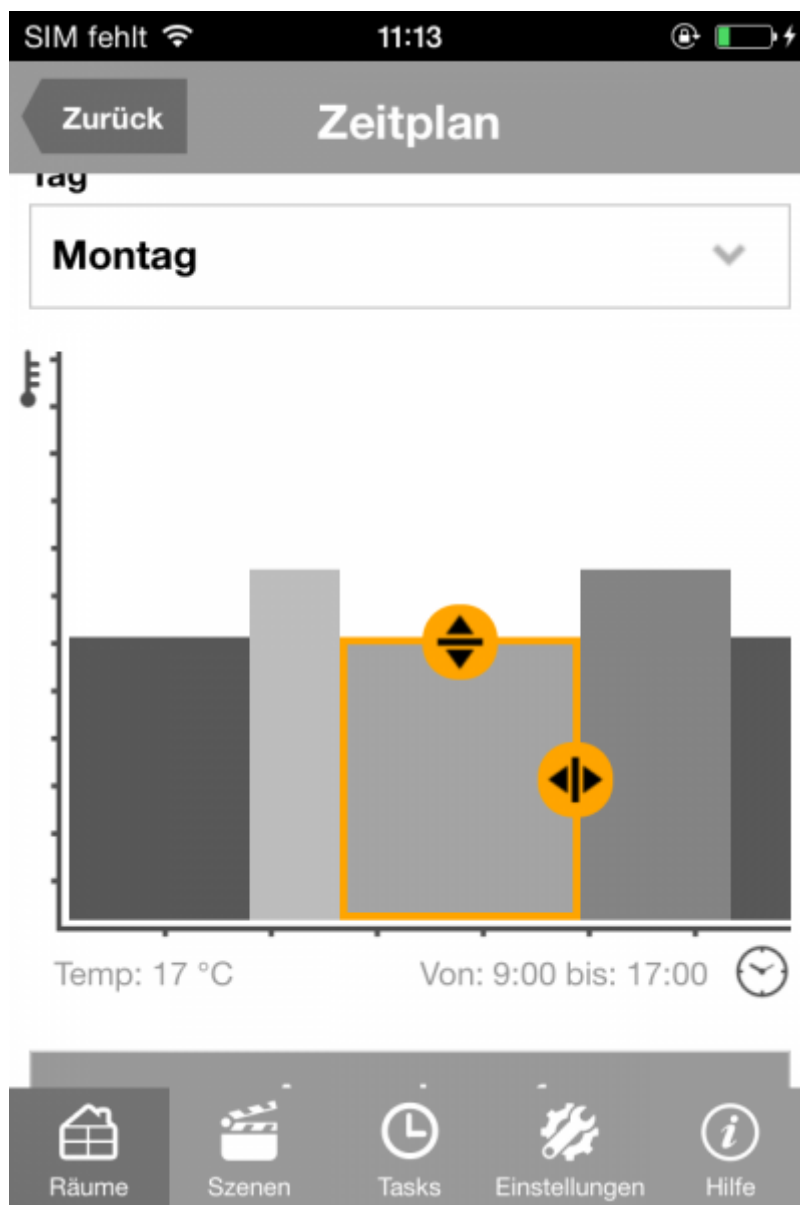 SIM fehlt 11:13
Zurück Zeitplan
Tag
Montag
Temp: 17 °C Von: 9:00 bis: 17:00
Räume Szenen Tasks Einstellungen Hilfe